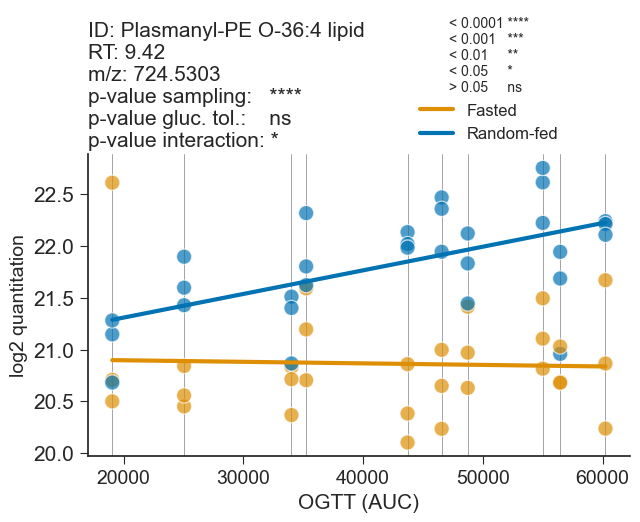 ID: Plasmanyl-PE O-36:4 lipid
RT: 9.42
m/z: 724.5303
p-value sampling: ****
p-value gluc. tol.: ns
p-value interaction: *
< 0.0001 ****
< 0.001 ***
< 0.01 **
< 0.05 *
> 0.05 ns
Fasted
Random-fed
log2 quantitation
22.5
22.0
21.5
21.0
20.5
20.0
20000 30000 40000 50000 60000
OGTT (AUC)